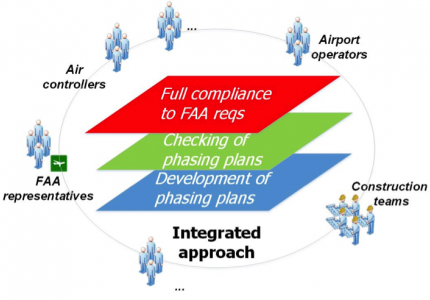 ...
Airport
operators
Air
controllers
Full compliance
to FAA reqs
Checking of
phasing plans
Development of
phasing plans
FAA
representatives
Construction
teams
Integrated
approach
...